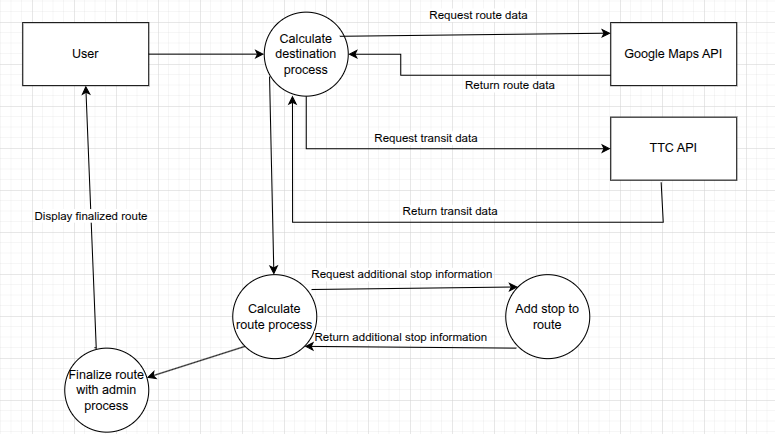 Request route data
User
Calculate
destination
process
Google Maps API
Return route data
Request transit data
TTC API
Return transit data
Display finalized route
Request additional stop information
Calculate
route process
Add stop to
route
Return additional stop information
Finalize route
with admin
process